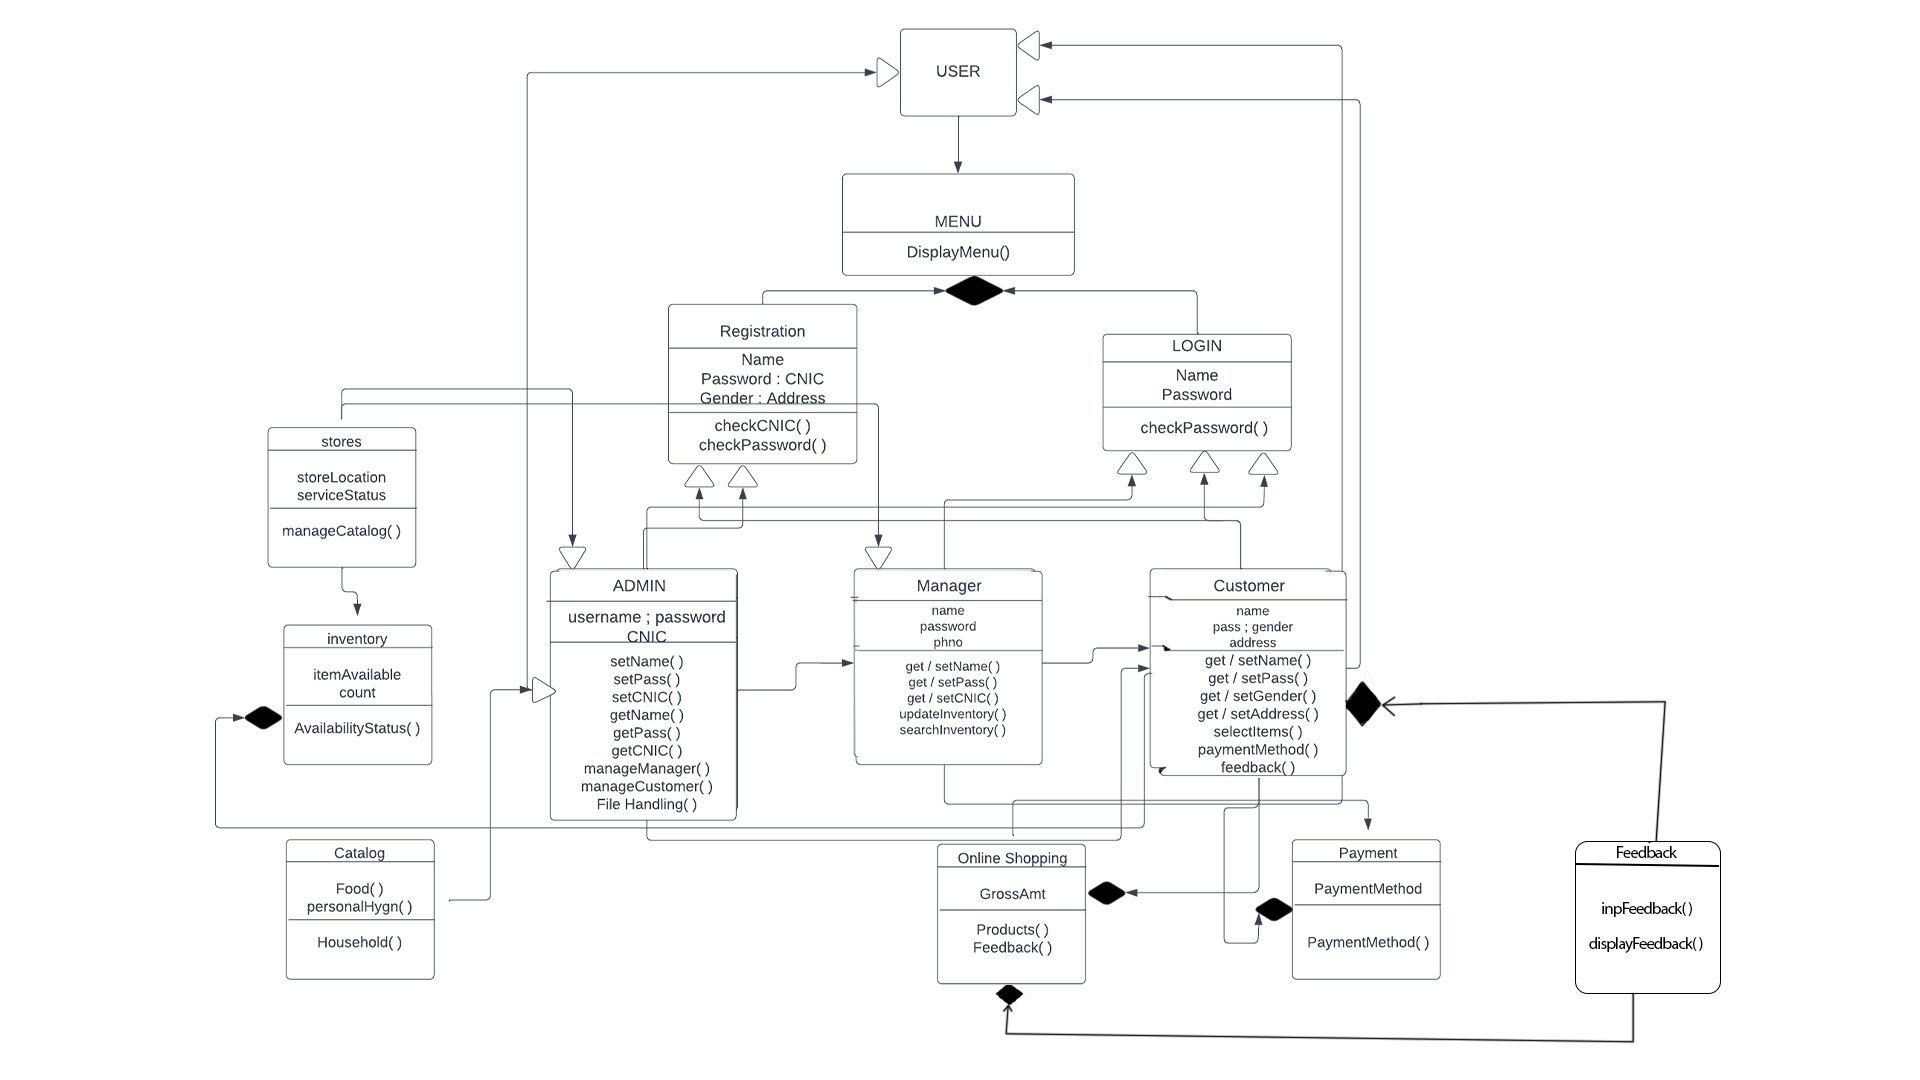 USER
MENU
DisplayMenu()
Registration
Name
Password : CNIC
Gender : Address
checkCNIC( )
checkPassword( )
LOGIN
Name
Password
checkPassword( )
stores
storeLocation
serviceStatus
manageCatalog( )
inventory
itemAvailable
count
AvailabilityStatus( )
ADMIN
username ; password
CNIC
setName( )
setPass( )
setCNIC( )
getName( )
getPass( )
getCNIC( )
manageManager( )
manageCustomer( )
File Handling( )
Manager
name
password
phno
get / setName( )
get / setPass( )
get / setCNIC( )
updateInventory( )
searchInventory( )
Customer
name
pass ; gender
address
get / setName( )
get / setPass( )
get / setGender( )
get / setAddress( )
selectItems( )
paymentMethod( )
feedback( )
Catalog
Food( )
personalHygn( )
Household( )
Online Shopping
GrossAmt
Products( )
Feedback( )
Payment
PaymentMethod
PaymentMethod( )
Feedback
inpFeedback( )
displayFeedback( )